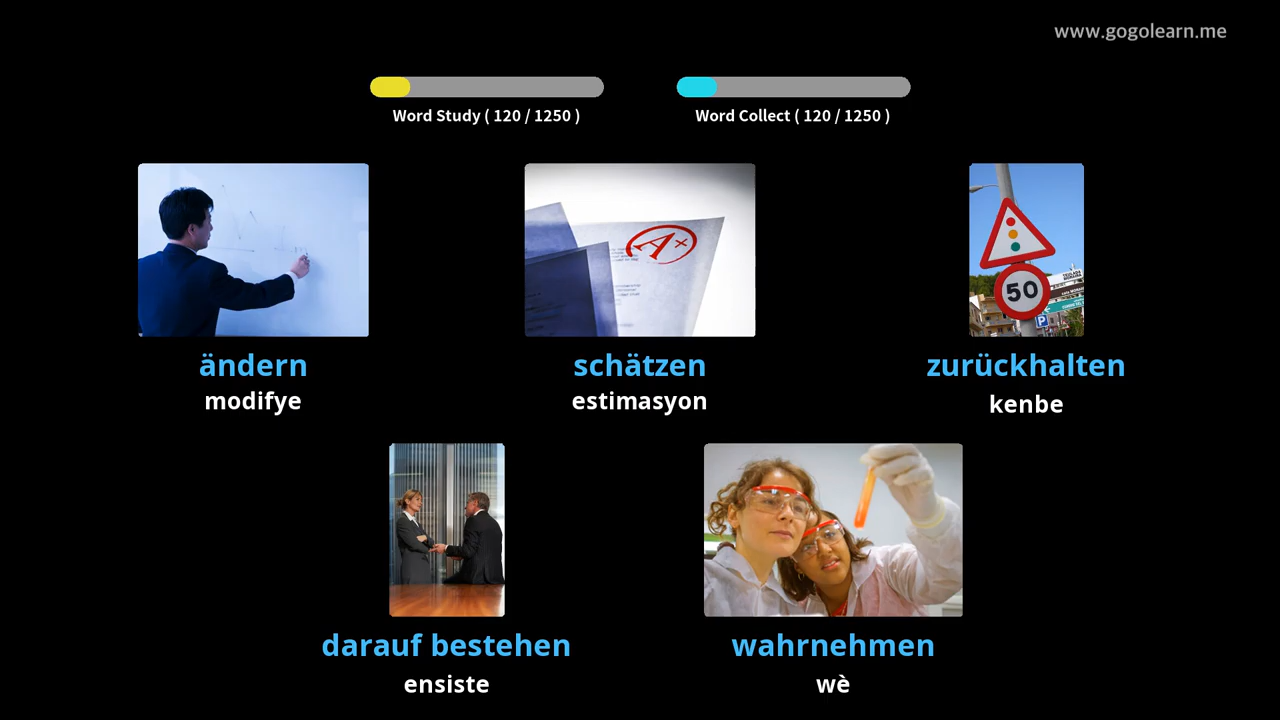 www.gogolearn.me
Word Study ( 120 / 1250 )
Word Collect ( 120 / 1250 )
A+
50
P
ändern
modifye
schätzen
estimasyon
zurückhalten
kenbe
darauf bestehen
ensiste
wahrnehmen
wè